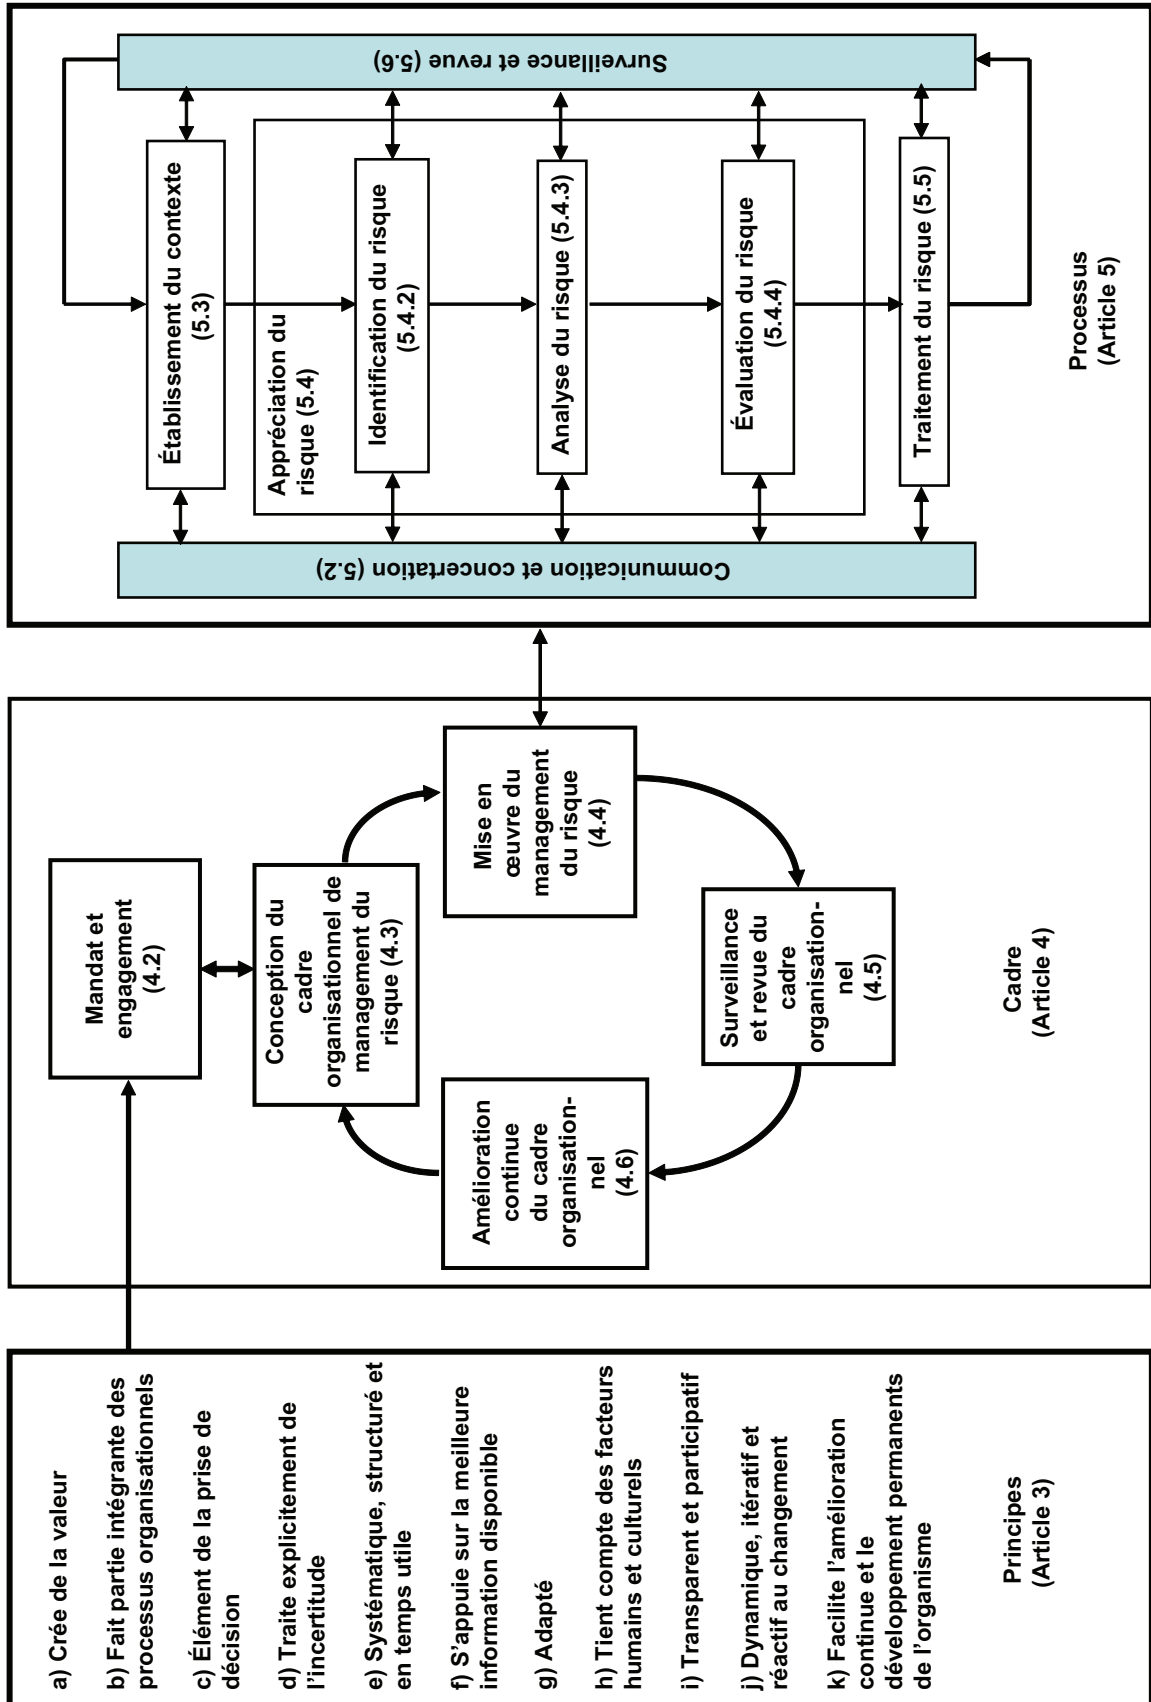 a) Crée de la valeur
b) Fait partie intégrante des
processus organisationnels
c) Élément de la prise de
décision
d) Traite explicitement de
l’incertitude
e) Systématique, structuré et
en temps utile
f) S’appuie sur la meilleure
information disponible
g) Adapté
h) Tient compte des facteurs
humains et culturels
i) Transparent et participatif
j) Dynamique, itératif et
réactif au changement
k) Facilite l’amélioration
continue et le
développement permanents
de l’organisme
Principes
(Article 3)
Mandat et
engagement
(4.2)
Conception du
cadre
organisationnel de
management du
risque (4.3)
Mise en
œuvre du
management
du risque
(4.4)
Surveillance
et revue du
cadre
organisation-
nel
(4.5)
Amélioration
continue
du cadre
organisation-
nel
(4.6)
Cadre
(Article 4)
Communication et concertation (5.2)
Établissement du contexte
(5.3)
Appréciation du
risque (5.4)
Identification du risque
(5.4.2)
Analyse du risque (5.4.3)
Évaluation du risque
(5.4.4)
Traitement du risque (5.5)
Surveillance et revue (5.6)
Processus
(Article 5)